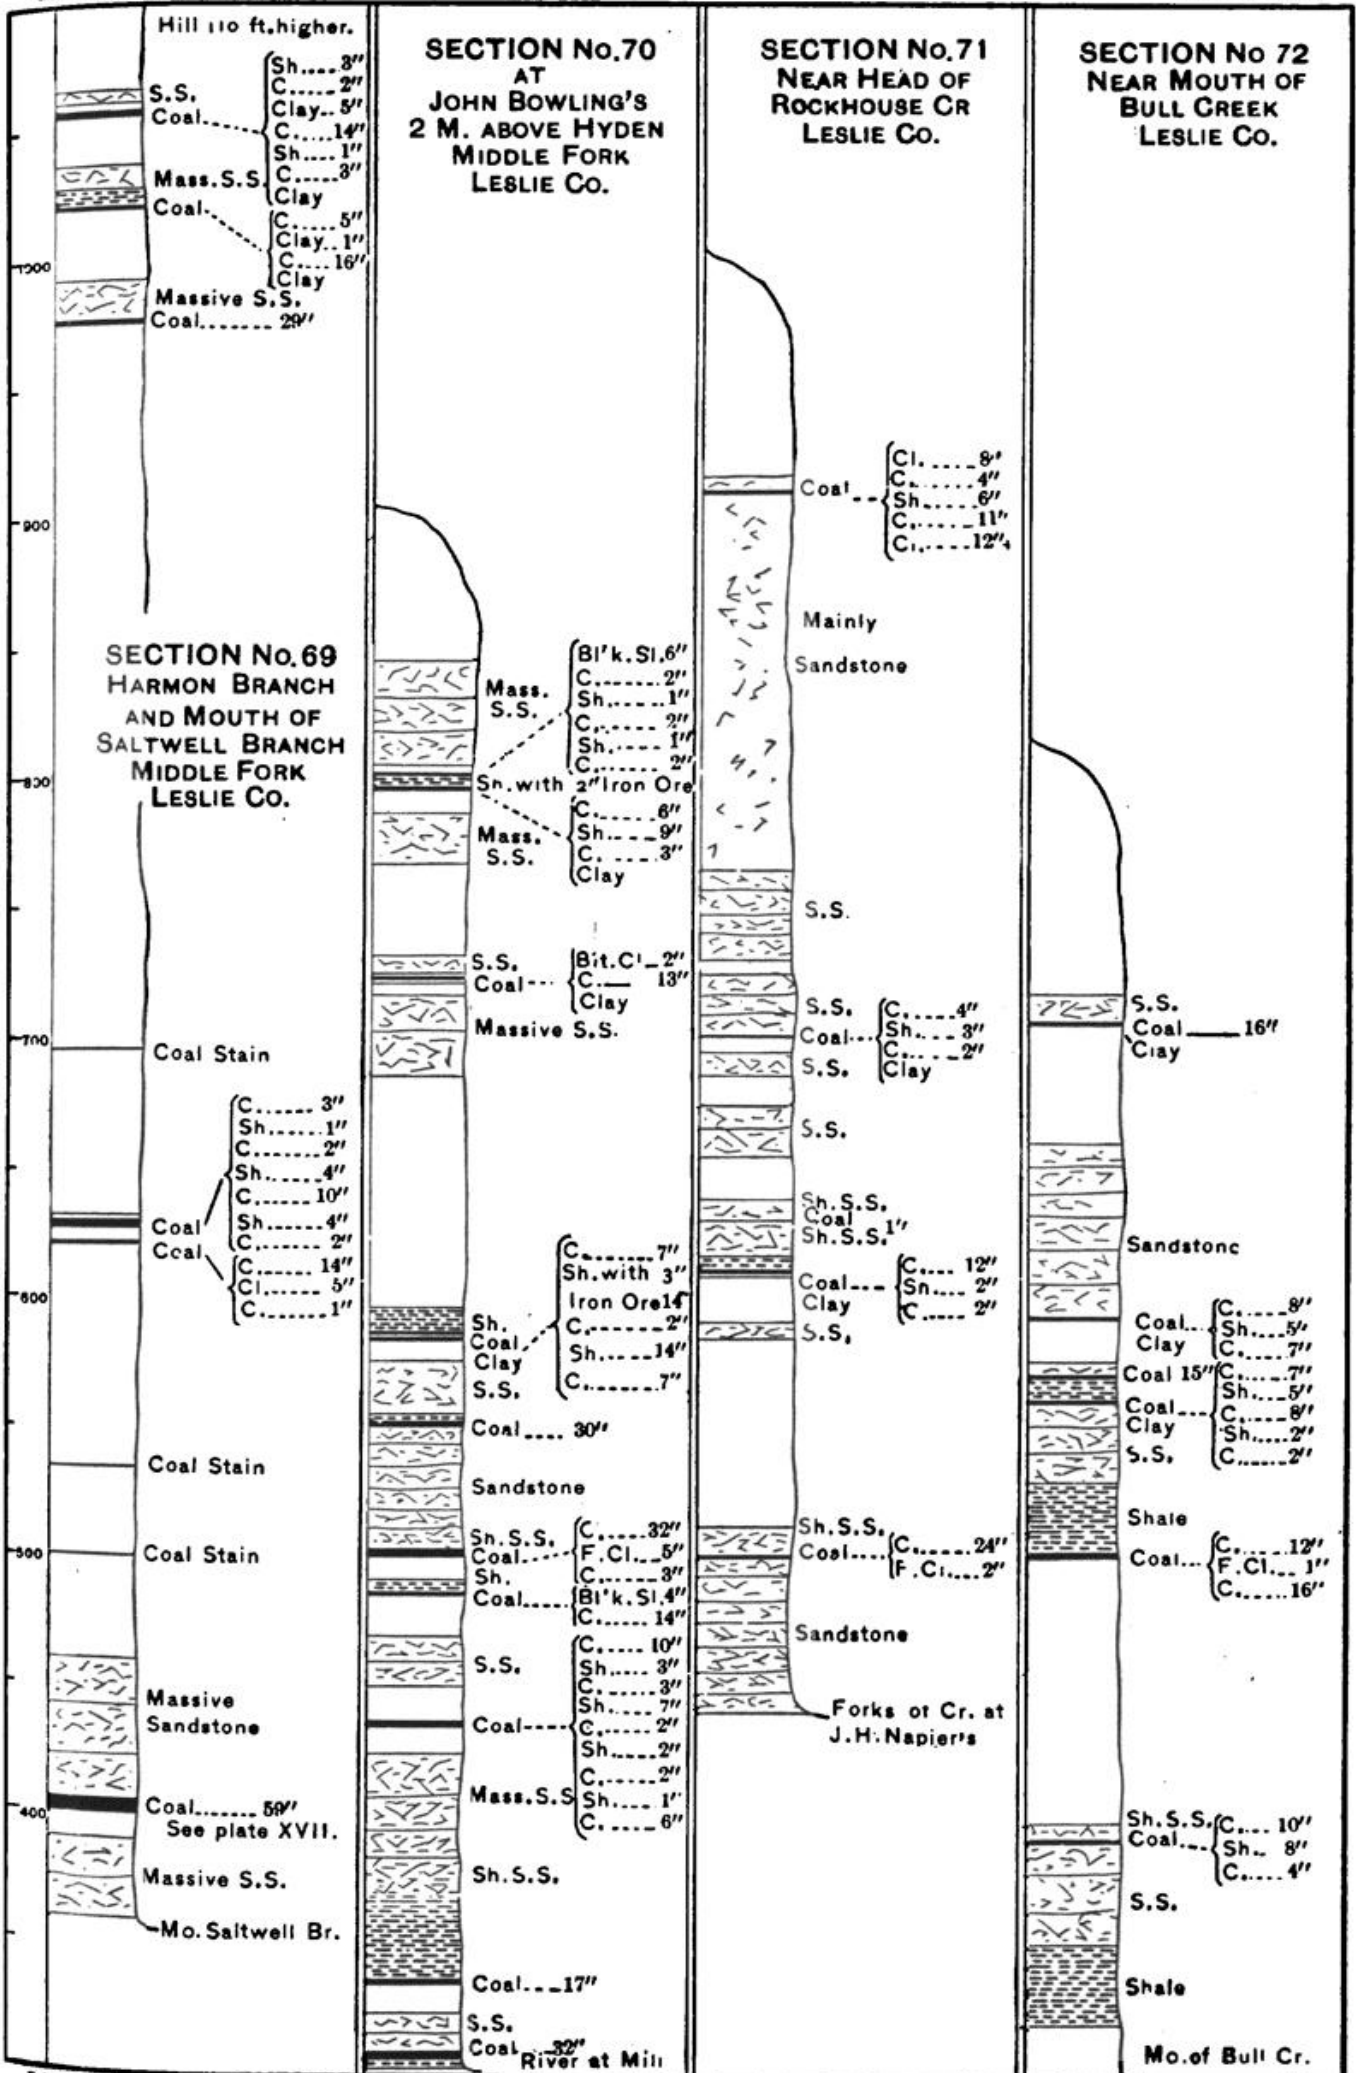 Hill 110 ft.higher.
S.S.
Coal
Sh.... 3"
C..... 2"
Clay.. 5"
C.... 14"
Sh.... 1"
C..... 3"
Clay
Mass. S.S.
Coal
C..... 5"
Clay.. 1"
C.... 16"
Clay
1000
Massive S.S.
Coal....... 29"
900
SECTION No. 69
HARMON BRANCH
AND MOUTH OF
SALTWELL BRANCH
MIDDLE FORK
LESLIE CO.
800
700
Coal Stain
C....... 3"
Sh...... 1"
C....... 2"
Sh...... 4"
C....... 10"
Sh...... 4"
C....... 2"
Coal
Coal
C....... 14"
Cl...... 5"
C....... 1"
600
Coal Stain
500
Coal Stain
Massive
Sandstone
400
Coal....... 59"
See plate XVII.
Massive S.S.
Mo. Saltwell Br.
SECTION No. 70
AT
JOHN BOWLING'S
2 M. ABOVE HYDEN
MIDDLE FORK
LESLIE CO.
Mass.
S.S.
Bl'k. Sl. 6"
C....... 2"
Sh...... 1"
C....... 2"
Sh...... 1"
C....... 2"
Sh. with 2" Iron Ore
C....... 6"
Sh..... 9"
C....... 3"
Clay
Mass.
S.S.
S.S.
Coal
Bit. Cl. 2"
C. 13"
Clay
Massive S.S.
Sh.
Coal
Clay
C....... 7"
Sh. with 3"
Iron Ore 14"
C....... 2"
Sh...... 14"
C....... 7"
S.S.
Coal.... 30"
Sandstone
Sh. S.S.
Coal
C..... 32"
F. Cl... 5"
C..... 3"
Sh.
Coal
Bl'k. Sl. 4"
C..... 14"
S.S.
Coal
C..... 10"
Sh.... 3"
C..... 3"
Sh.... 7"
C..... 2"
Sh.... 2"
C..... 2"
Sh.... 1"
C..... 6"
Mass. S.S
Sh. S.S.
Coal.... 17"
S.S.
Coal... 32"
River at Mill
SECTION No. 71
NEAR HEAD OF
ROCKHOUSE CR
LESLIE CO.
Coal
Cl...... 8"
C....... 4"
Sh...... 6"
C....... 11"
Cl...... 12"+
Mainly
Sandstone
S.S.
S.S.
Coal
C...... 4"
Sh.... 3"
C..... 2"
Clay
S.S.
S.S.
Sh. S.S.
Coal 1"
Sh. S.S.
Coal
Clay
C.... 12"
Sh.... 2"
C.... 2"
S.S.
Sh. S.S.
Coal
C....... 24"
F. Cl.... 2"
Sandstone
Forks of Cr. at
J.H. Napier's
SECTION No 72
NEAR MOUTH OF
BULL CREEK
LESLIE CO.
S.S.
Coal 16"
Clay
Sandstone
Coal
Clay
C..... 8"
Sh.... 5"
C..... 7"
Coal 15"
Coal
Clay
C..... 7"
Sh.... 5"
C..... 8"
Sh.... 2"
C..... 2"
S.S.
Shale
Coal
C..... 12"
F. Cl... 1"
C..... 16"
Sh. S.S.
Coal
C.... 10"
Sh.. 8"
C.... 4"
S.S.
Shale
Mo. of Bull Cr.